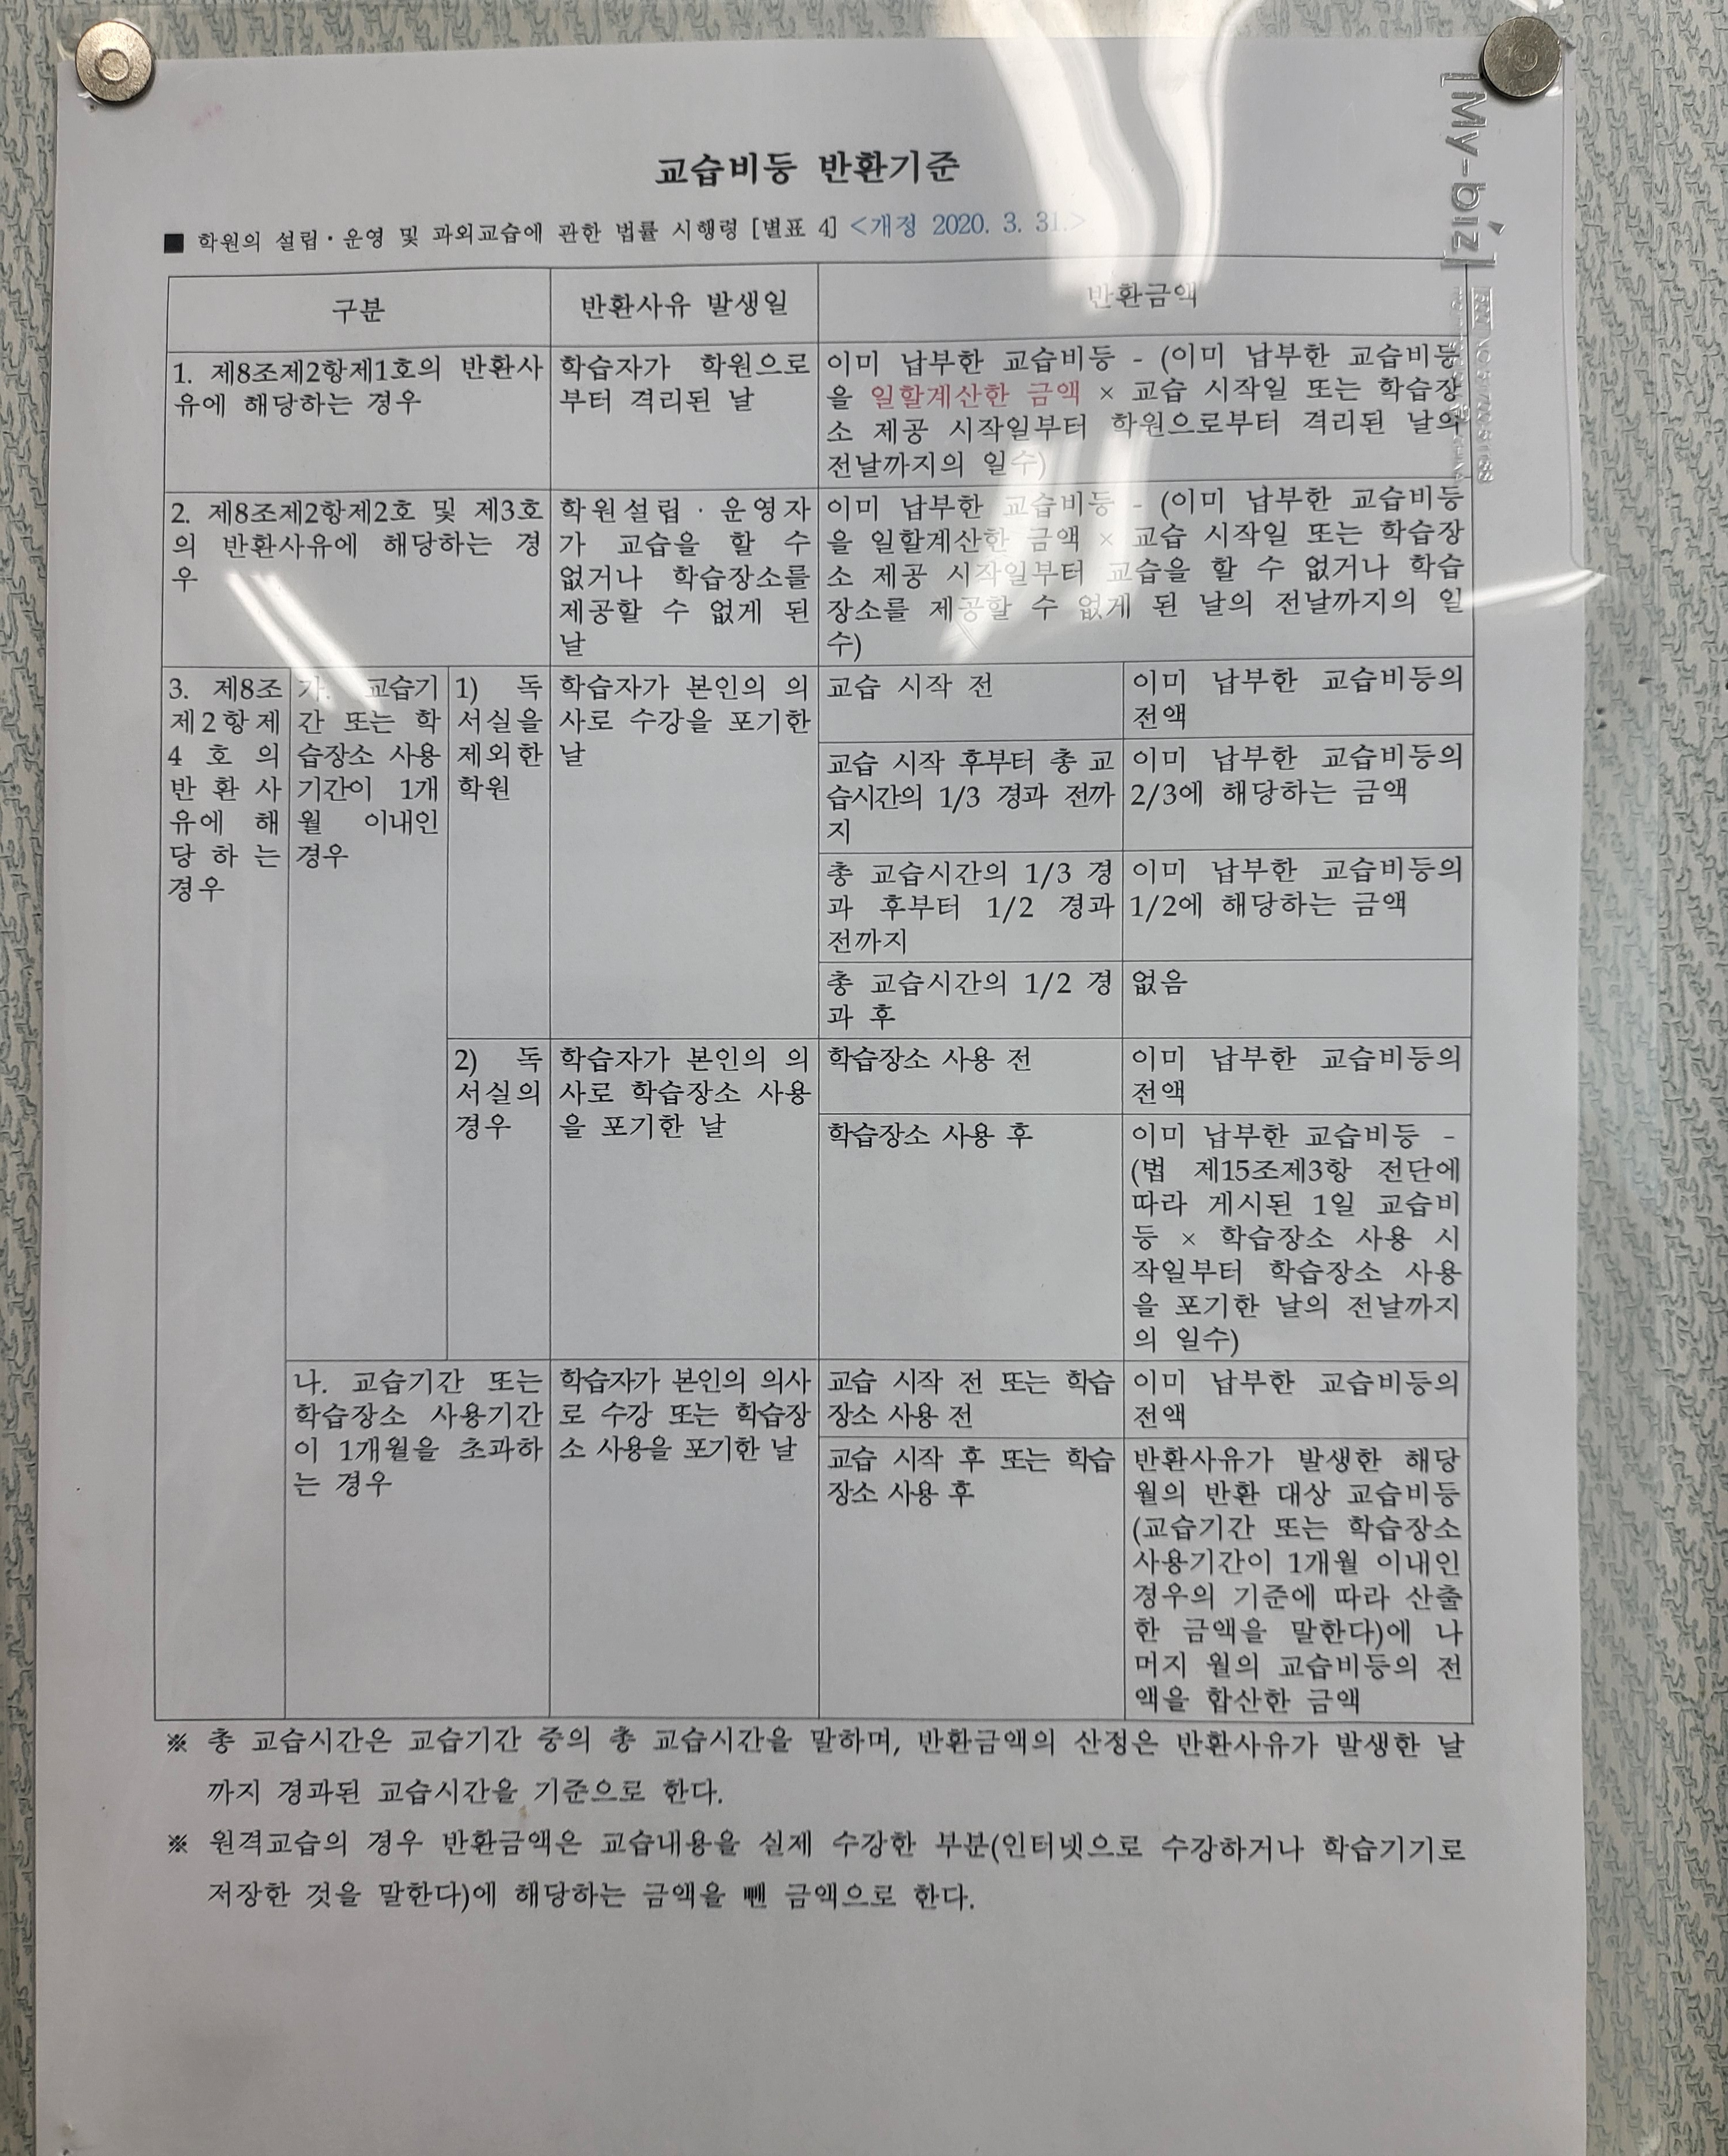 교습비등 반환기준
■ 학원의 설립·운영 및 과외교습에 관한 법률 시행령 [별표 4] <개정 2020. 3. 31.>
구분
반환사유 발생일
반환금액
1. 제8조제2항제1호의 반환사
유에 해당하는 경우
학습자가 학원으로
부터 격리된 날
이미 납부한 교습비등 - (이미 납부한 교습비등
을 일할계산한 금액 × 교습 시작일 또는 학습장
소 제공 시작일부터 학원으로부터 격리된 날의
전날까지의 일수)
2. 제8조제2항제2호 및 제3호
의 반환사유에 해당하는 경
우
학원설립·운영자
가 교습을 할 수
없거나 학습장소를
제공할 수 없게 된
날
이미 납부한 교습비등 - (이미 납부한 교습비등
을 일할계산한 금액 × 교습 시작일 또는 학습장
소 제공 시작일부터 교습을 할 수 없거나 학습
장소를 제공할 수 없게 된 날의 전날까지의 일
수)
3. 제8조
제2항제
4호의
반환사
유에 해
당하는
경우
가. 교습기
간 또는 학
습장소 사용
기간이 1개
월 이내인
경우
1) 독
서실을
제외한
학원
학습자가 본인의 의
사로 수강을 포기한
날
교습 시작 전
이미 납부한 교습비등의
전액
교습 시작 후부터 총 교
습시간의 1/3 경과 전까
지
이미 납부한 교습비등의
2/3에 해당하는 금액
총 교습시간의 1/3 경
과 후부터 1/2 경과
전까지
이미 납부한 교습비등의
1/2에 해당하는 금액
총 교습시간의 1/2 경
과 후
없음
2) 독
서실의
경우
학습자가 본인의 의
사로 학습장소 사용
을 포기한 날
학습장소 사용 전
이미 납부한 교습비등의
전액
학습장소 사용 후
이미 납부한 교습비등 -
(법 제15조제3항 전단에
따라 게시된 1일 교습비
등 × 학습장소 사용 시
작일부터 학습장소 사용
을 포기한 날의 전날까지
의 일수)
나. 교습기간 또는
학습장소 사용기간
이 1개월을 초과하
는 경우
학습자가 본인의 의사
로 수강 또는 학습장
소 사용을 포기한 날
교습 시작 전 또는 학습
장소 사용 전
이미 납부한 교습비등의
전액
교습 시작 후 또는 학습
장소 사용 후
반환사유가 발생한 해당
월의 반환 대상 교습비등
(교습기간 또는 학습장소
사용기간이 1개월 이내인
경우의 기준에 따라 산출
한 금액을 말한다)에 나
머지 월의 교습비등의 전
액을 합산한 금액
※ 총 교습시간은 교습기간 중의 총 교습시간을 말하며, 반환금액의 산정은 반환사유가 발생한 날
까지 경과된 교습시간을 기준으로 한다.
※ 원격교습의 경우 반환금액은 교습내용을 실제 수강한 부분(인터넷으로 수강하거나 학습기기로
저장한 것을 말한다)에 해당하는 금액을 뺀 금액으로 한다.
[My-biz]